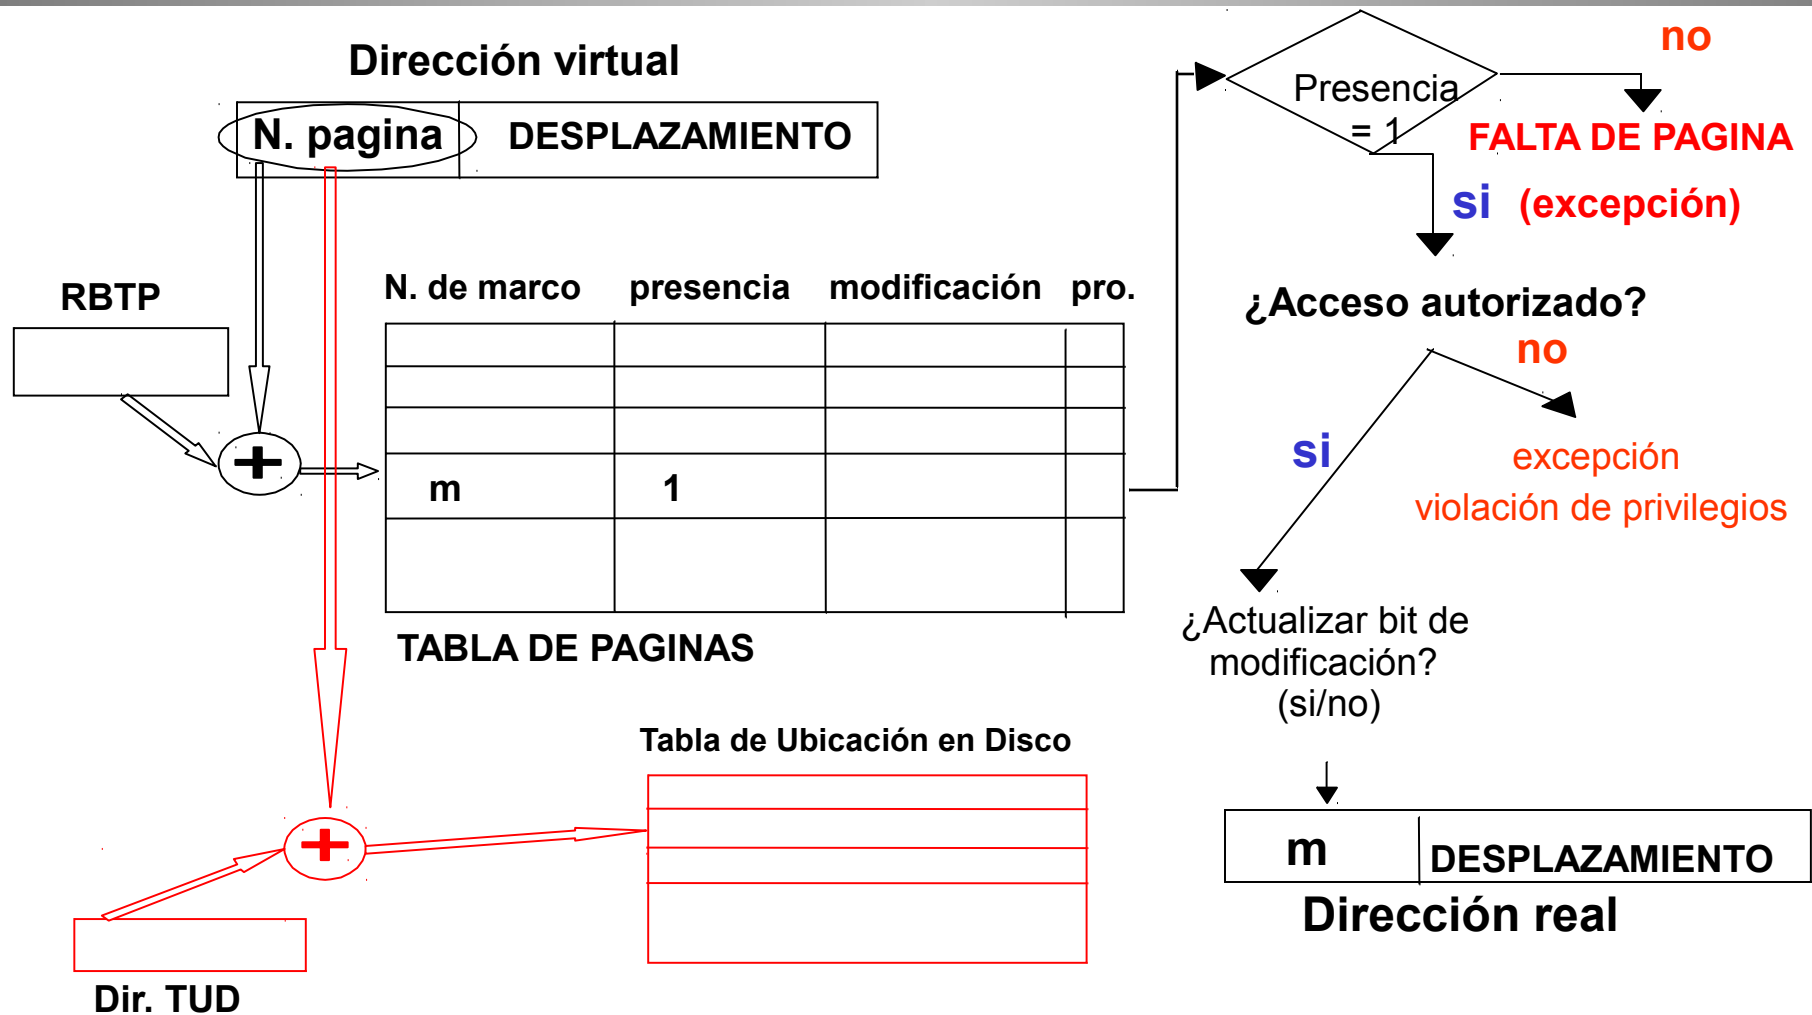 Dirección virtual
N. pagina DESPLAZAMIENTO
RBTP
N. de marco presencia modificación pro.
+
m 1
TABLA DE PAGINAS
Tabla de Ubicación en Disco
+
Dir. TUD
Presencia
= 1
no
FALTA DE PAGINA
si (excepción)
¿Acceso autorizado?
no
si
excepción
violación de privilegios
¿Actualizar bit de
modificación?
(si/no)
m DESPLAZAMIENTO
Dirección real